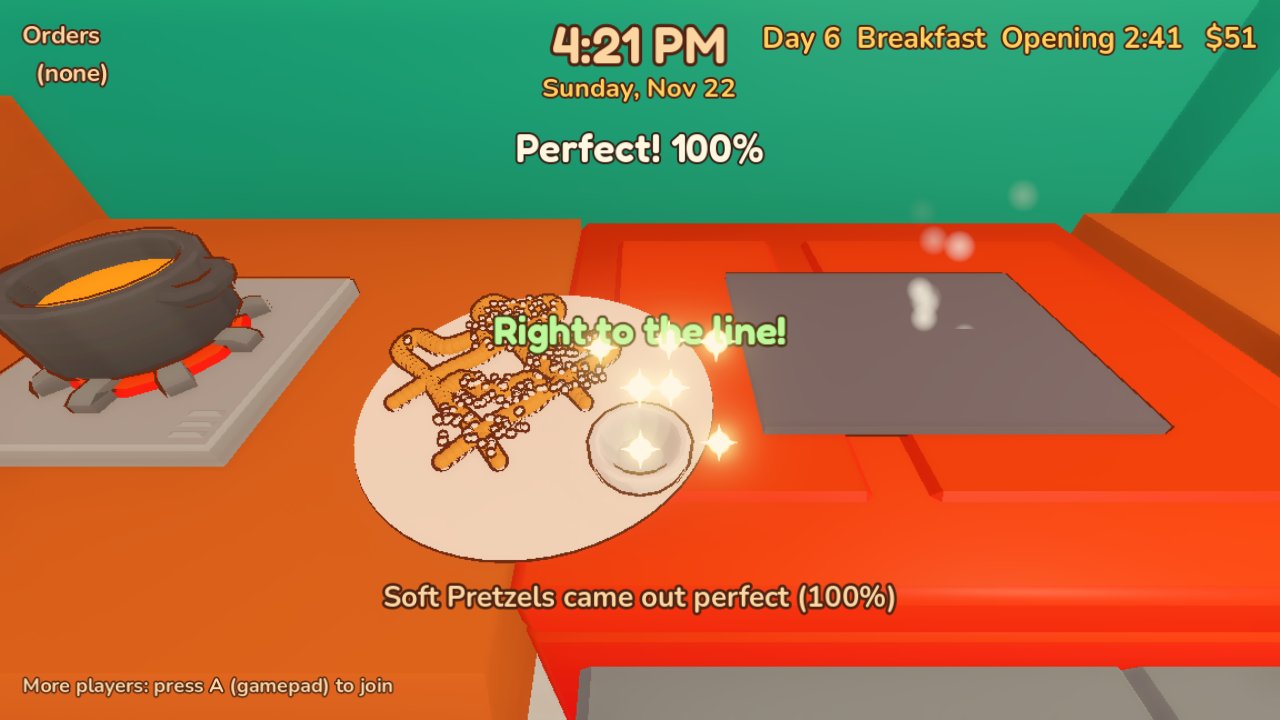 Orders
(none)
4:21 PM
Sunday, Nov 22
Day 6 Breakfast Opening 2:41 $51
Perfect! 100%
Right to the line!
Soft Pretzels came out perfect (100%)
More players: press A (gamepad) to join